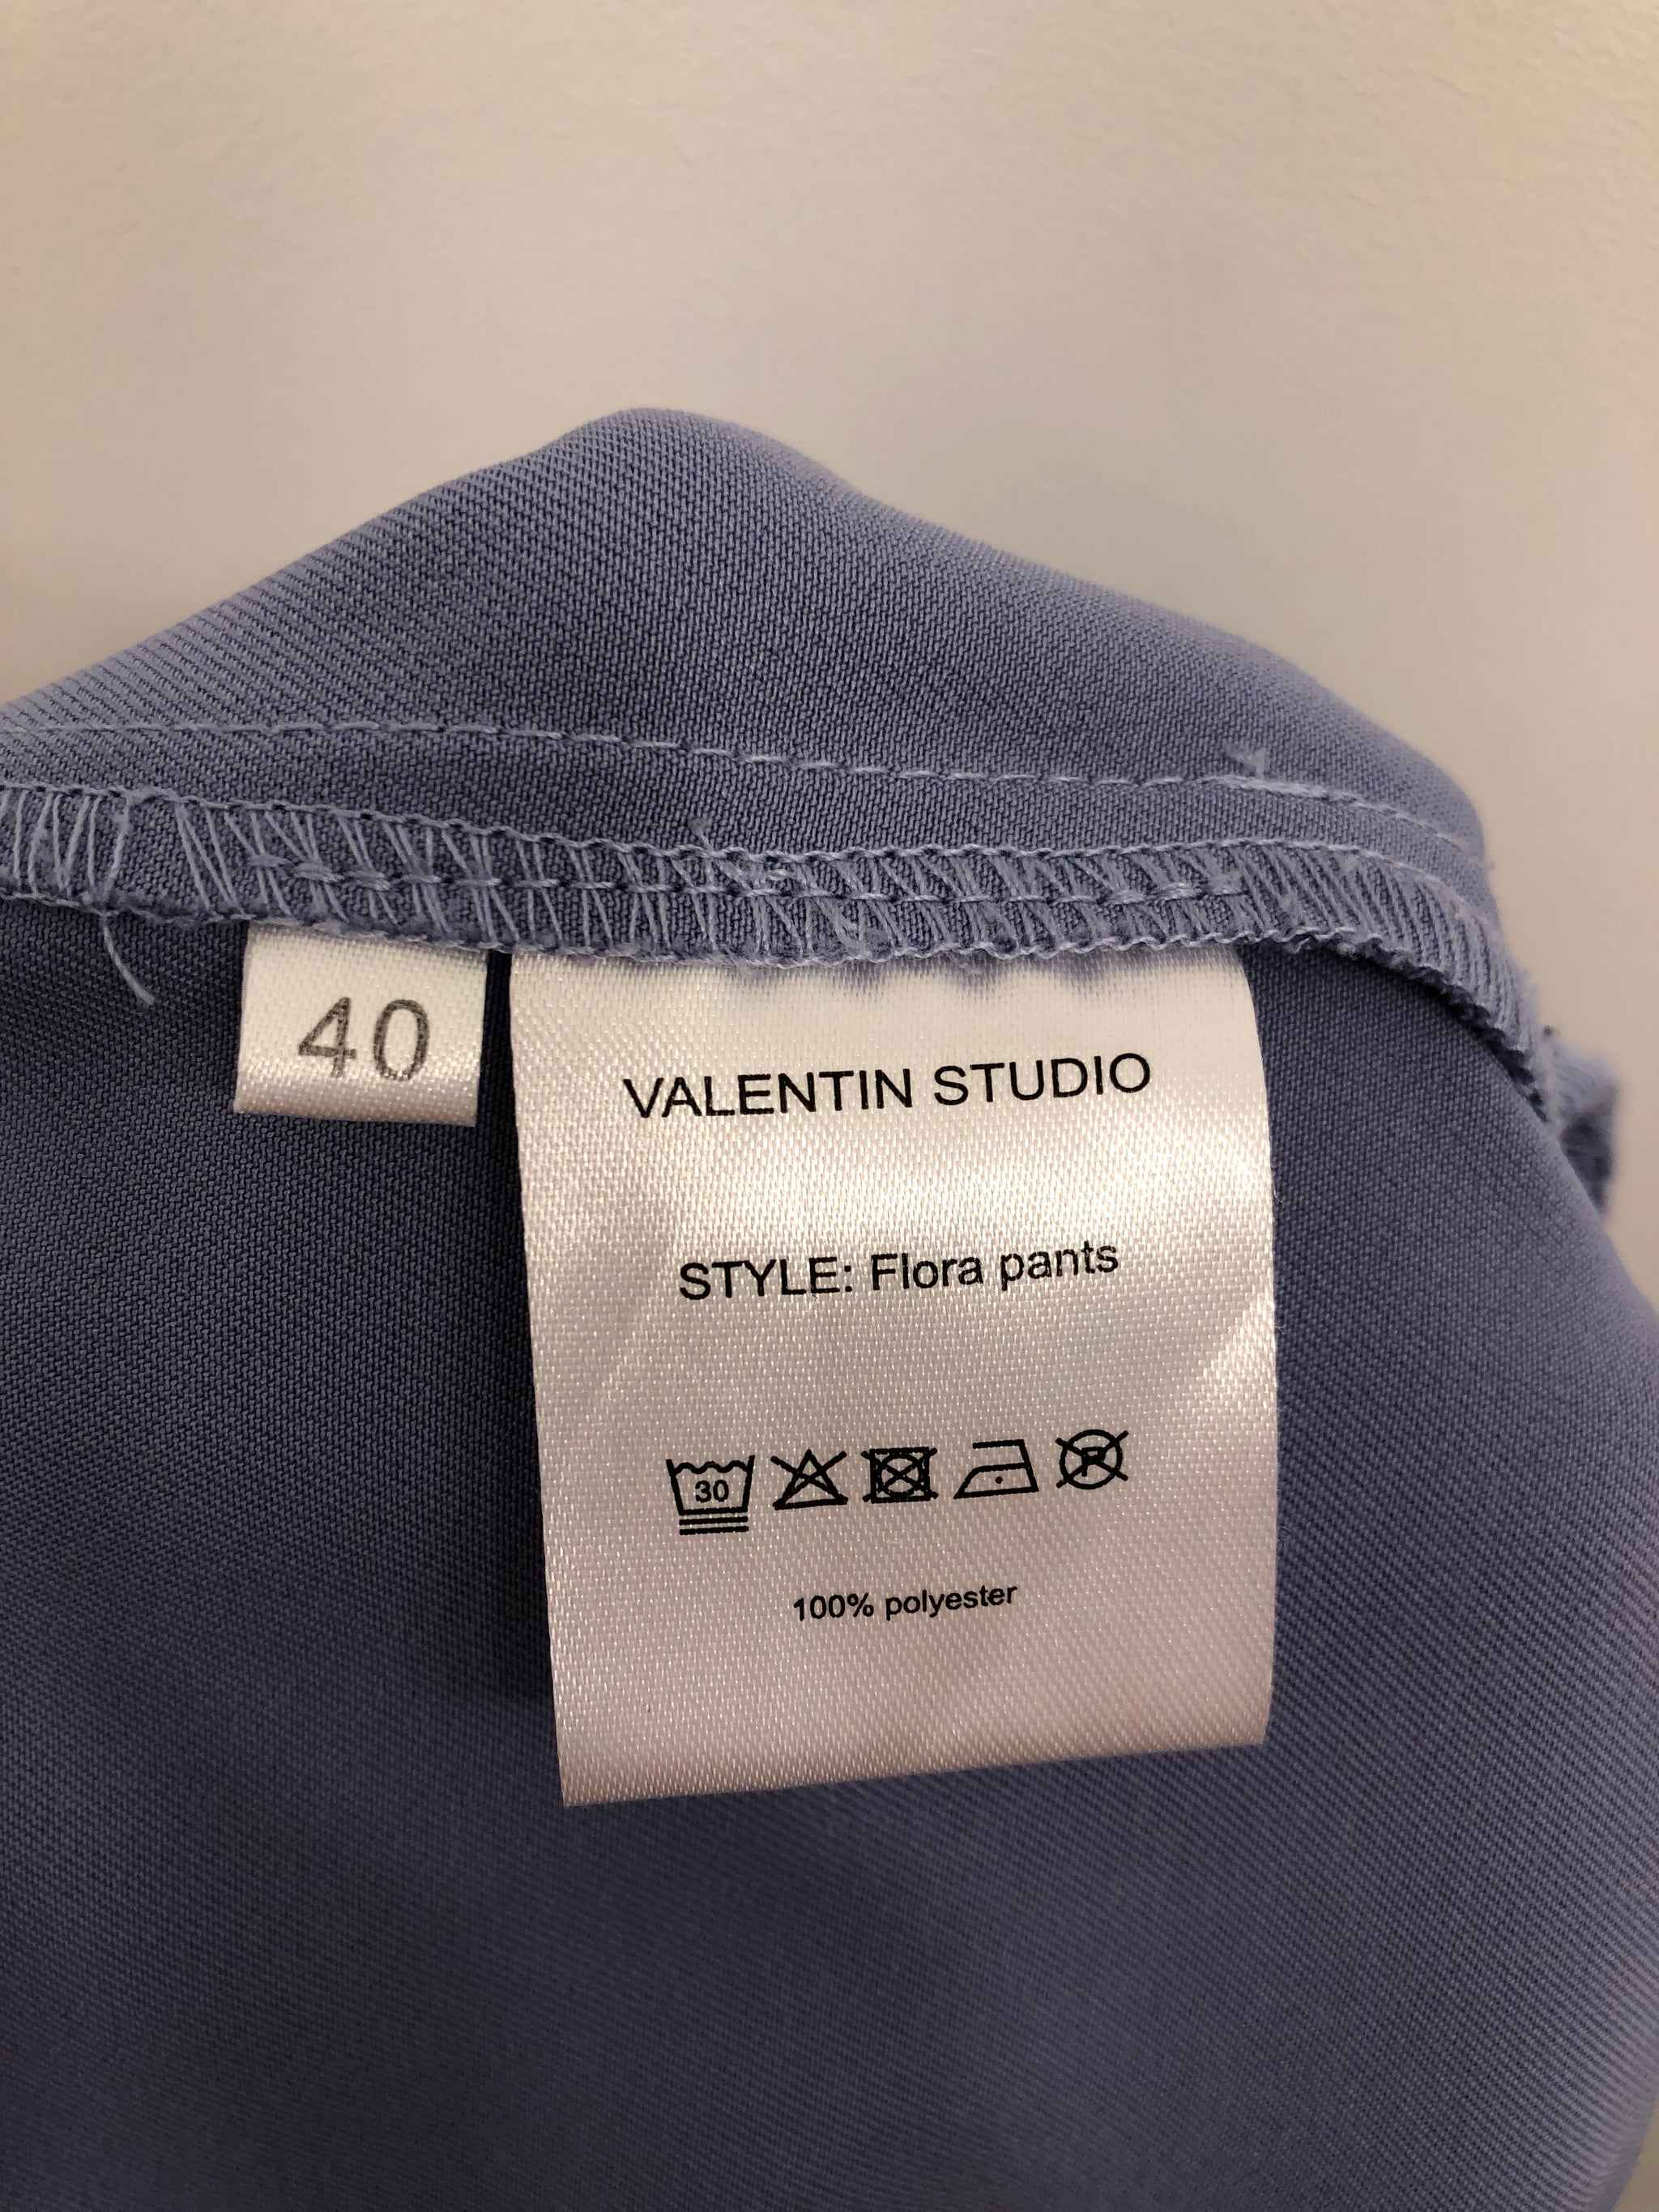 40
VALENTIN STUDIO
STYLE: Flora pants
30
P
100% polyester